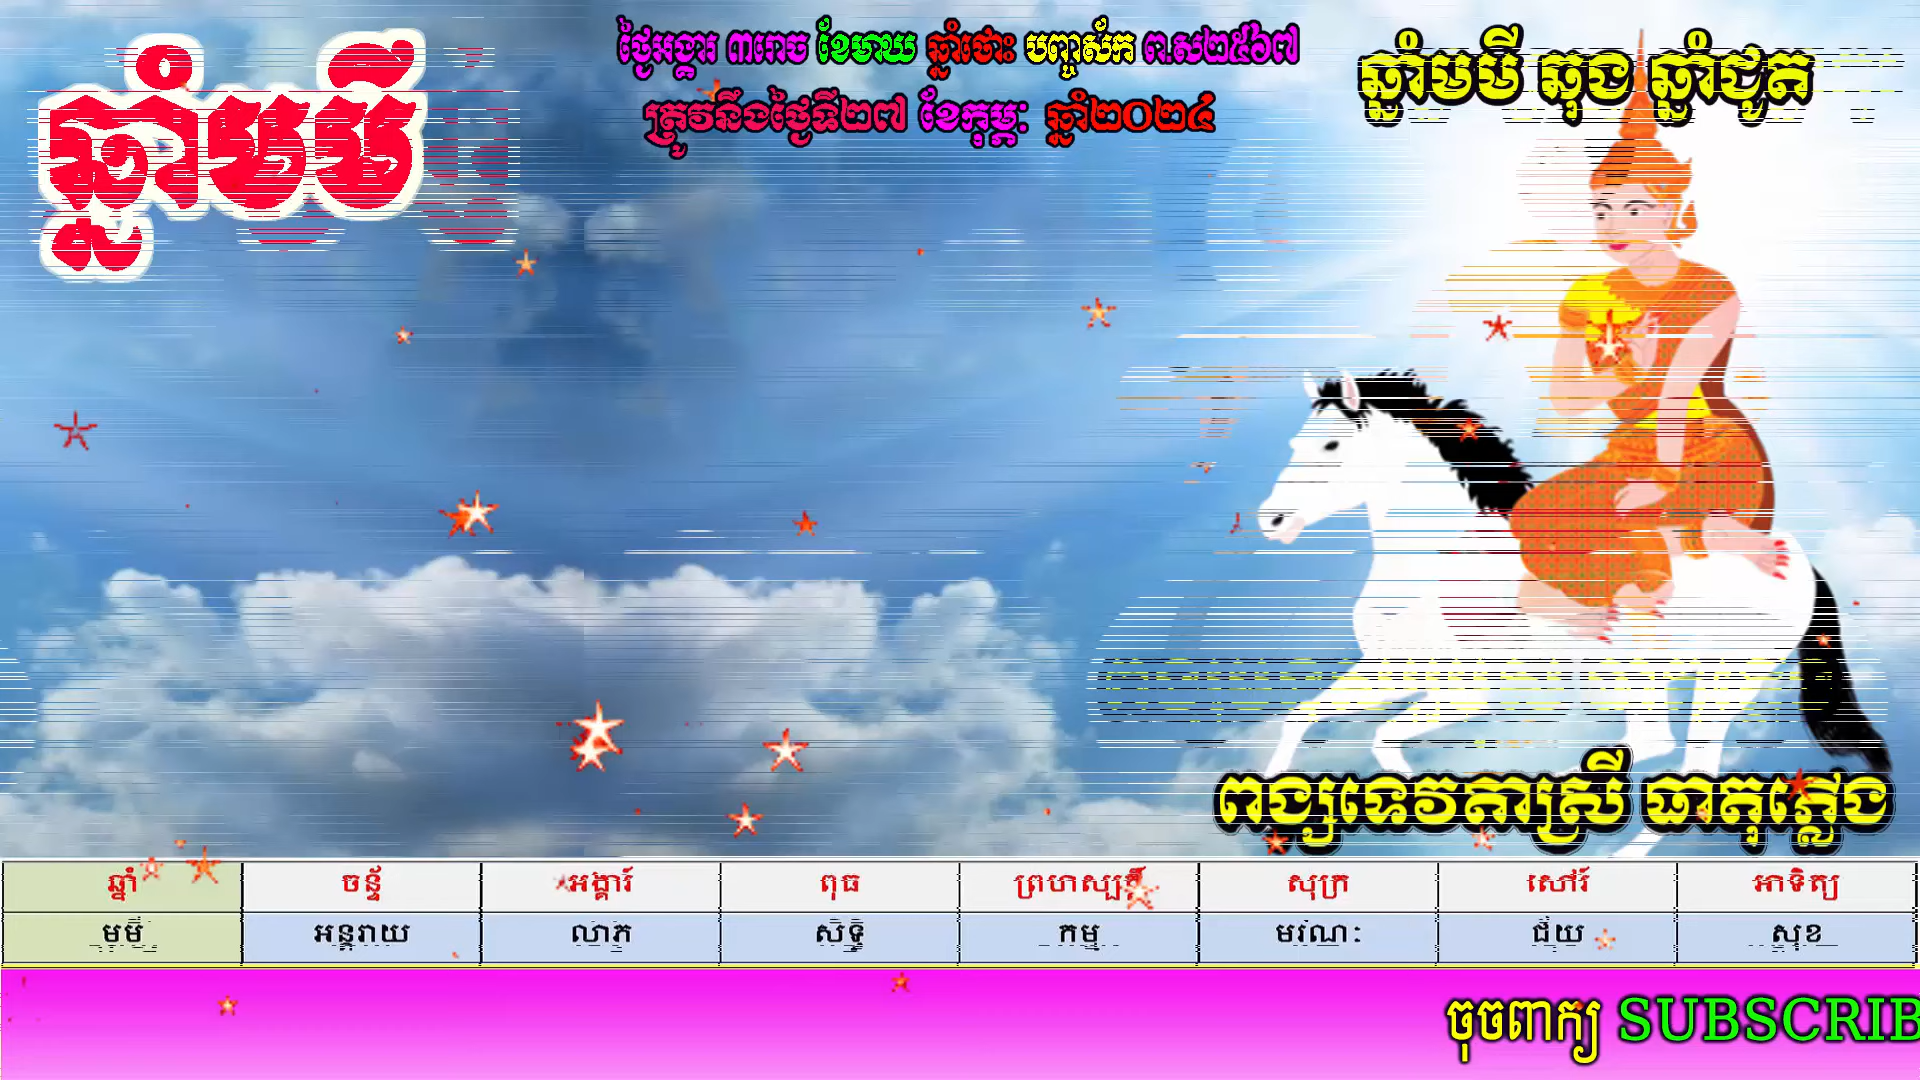 ថ្ងៃអង្គារ ៣រោច ខែមាឃ ឆ្នាំថោះ បញ្ចស័ក ព.ស២៥៦៧
ត្រូវនឹងថ្ងៃទី២៧ ខែកុម្ភៈ ឆ្នាំ២០២៤
ឆ្នាំមមី
ឆ្នាំមមី ឆុង ឆ្នាំជូត
ពង្សទេវតាស្រី ធាតុភ្លើង
ឆ្នាំ ចន្ទ័ អង្គារ៍ ពុធ ព្រហស្បតិ៍ សុក្រ សៅរ៍ អាទិត្យ
មមី អន្តរាយ លាភ សិទ្ធិ កម្ម មរណៈ ជ័យ សុខ
ចុចពាក្យ SUBSCRIB